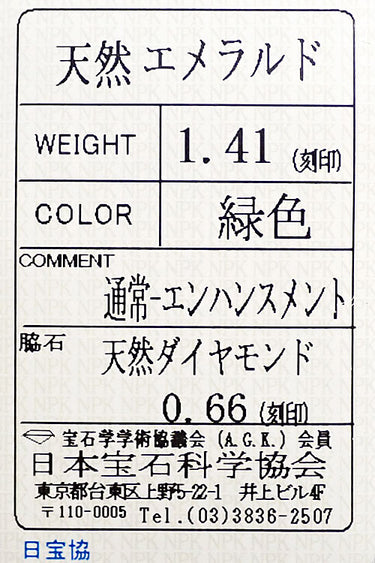 天然 エメラルド
WEIGHT 1.41 (刻印)
COLOR 緑色
COMMENT
通常-エンハンスメント
脇石 天然ダイヤモンド
0.66 (刻印)
宝石学学術協議会 (A.G.K.) 会員
日本宝石科学協会
東京都台東区上野5-22-1 井上ビル4F
〒110-0005 Tel.(03)3836-2507
日宝協